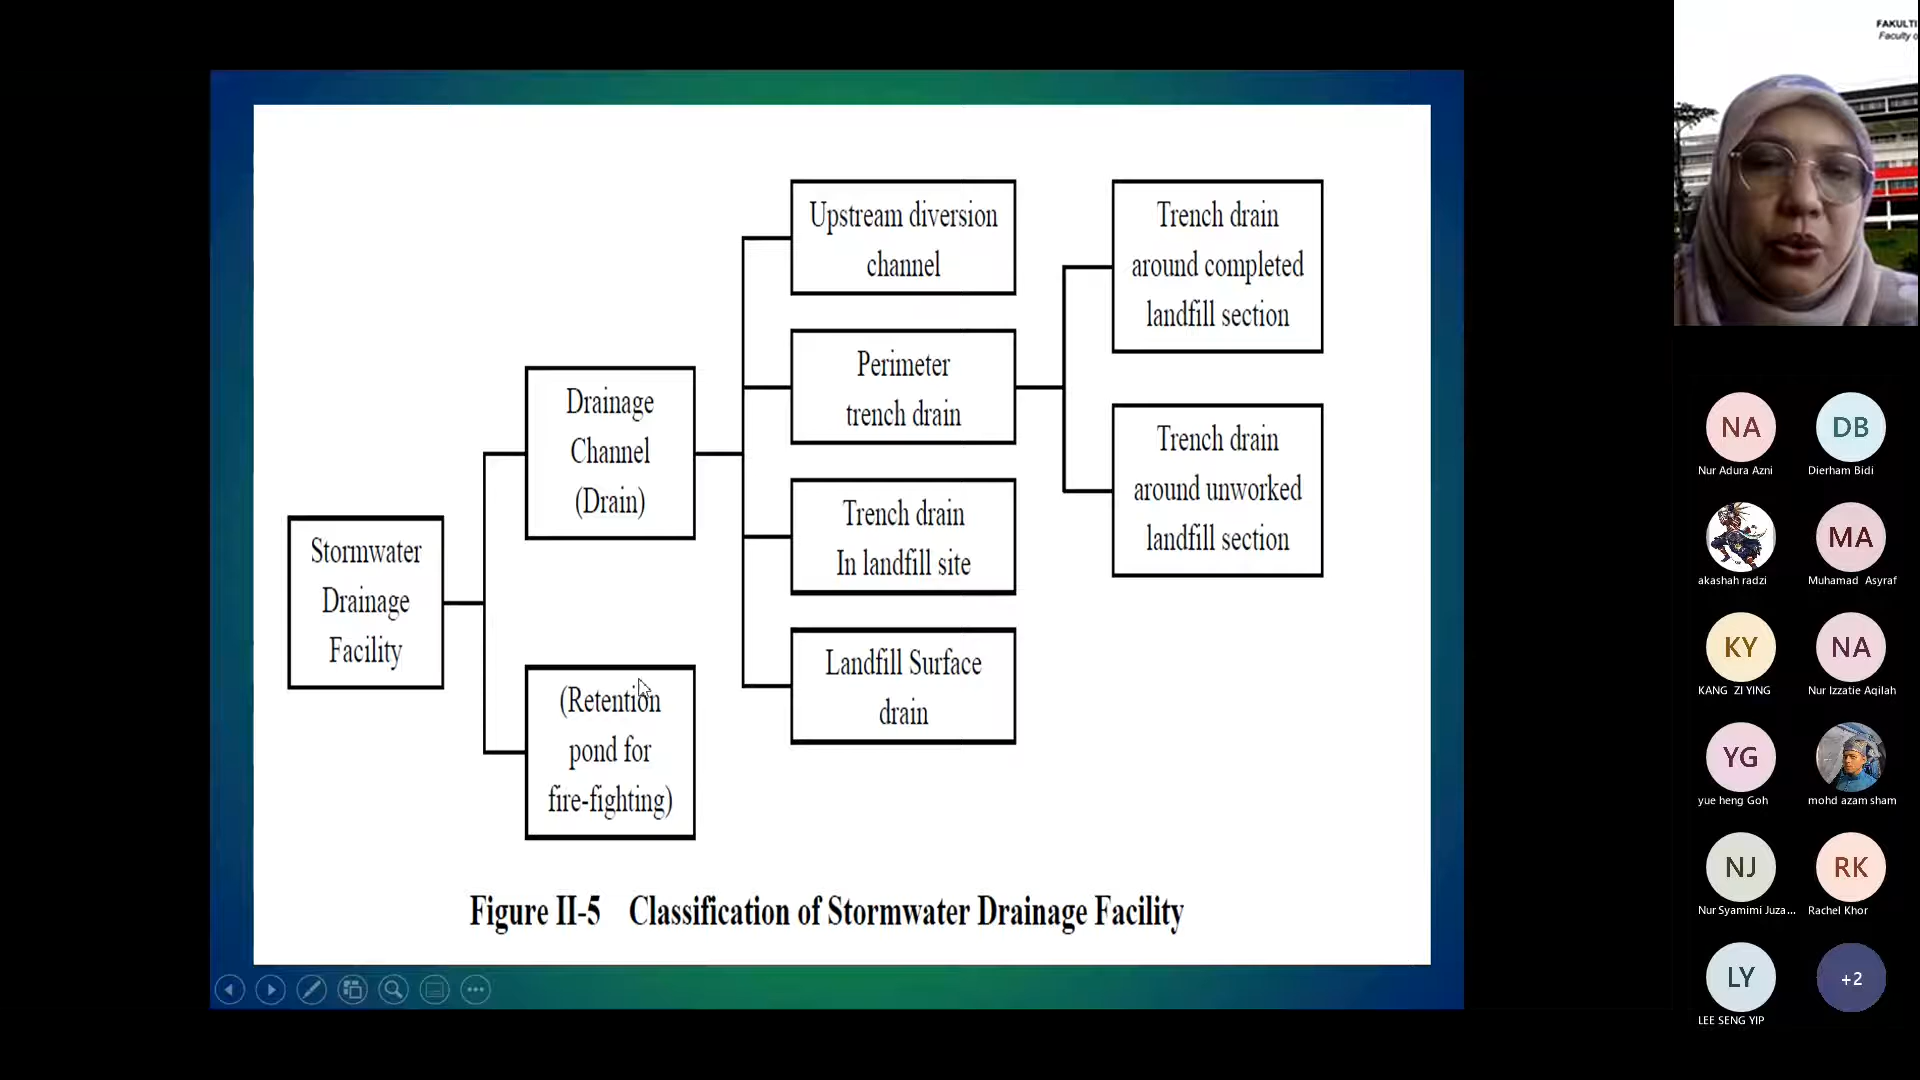 FAKULTI
Faculty o
Upstream diversion
channel
Trench drain
around completed
landfill section
Perimeter
trench drain
Drainage
Channel
(Drain)
Trench drain
around unworked
landfill section
Trench drain
In landfill site
Stormwater
Drainage
Facility
Landfill Surface
drain
(Retention
pond for
fire-fighting)
Figure II-5 Classification of Stormwater Drainage Facility
NA
Nur Adura Azni
DB
Dierham Bidi
akashah radzi
MA
Muhamad Asyraf
KY
KANG ZI YING
NA
Nur Izzatie Aqilah
YG
yue heng Goh
mohd azam sham
NJ
Nur Syamimi Juza...
RK
Rachel Khor
LY
LEE SENG YIP
+2